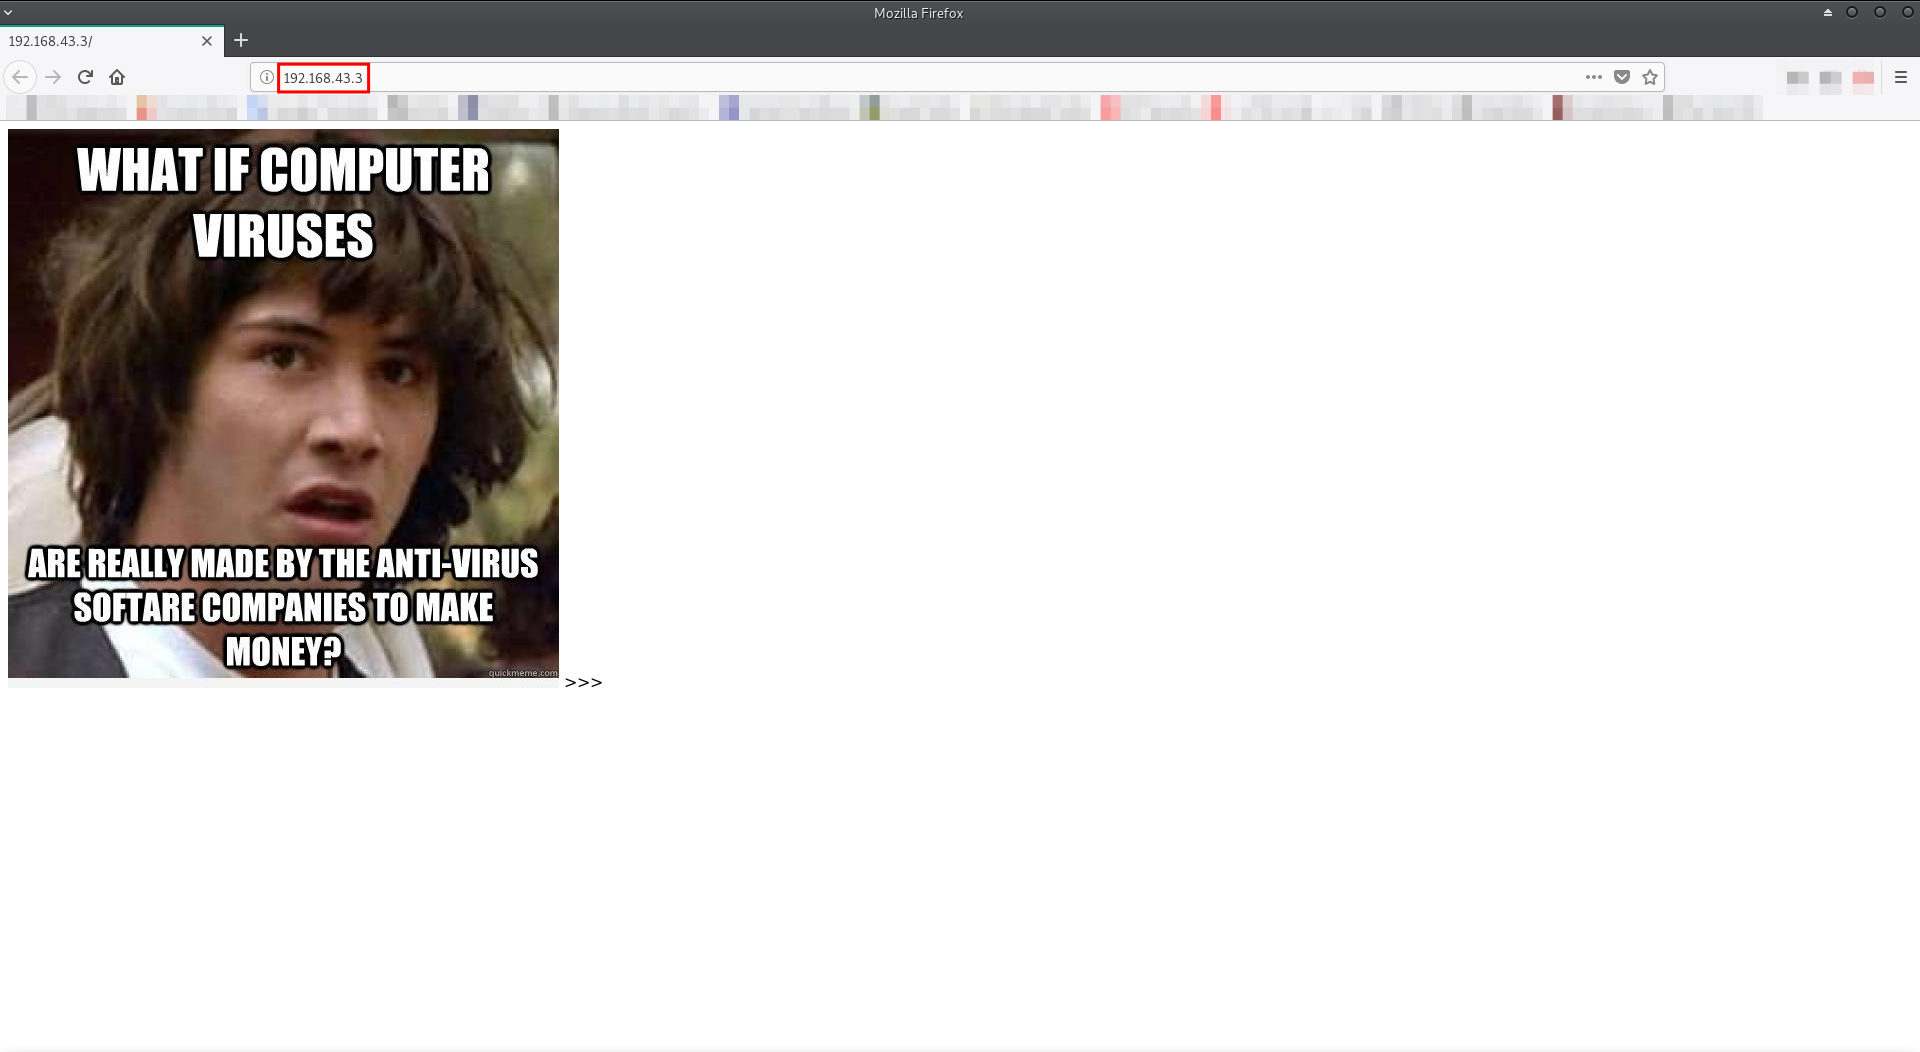 Mozilla Firefox
192.168.43.3/
192.168.43.3
WHAT IF COMPUTER
VIRUSES
ARE REALLY MADE BY THE ANTI-VIRUS
SOFTARE COMPANIES TO MAKE
MONEY?
quickmeme.com
>>>